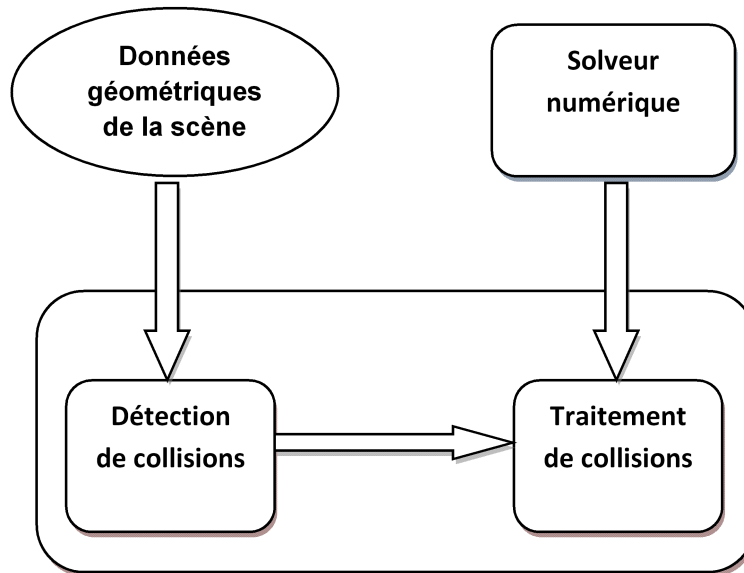 Données
géométriques
de la scène
Solveur
numérique
Détection
de collisions
Traitement
de collisions